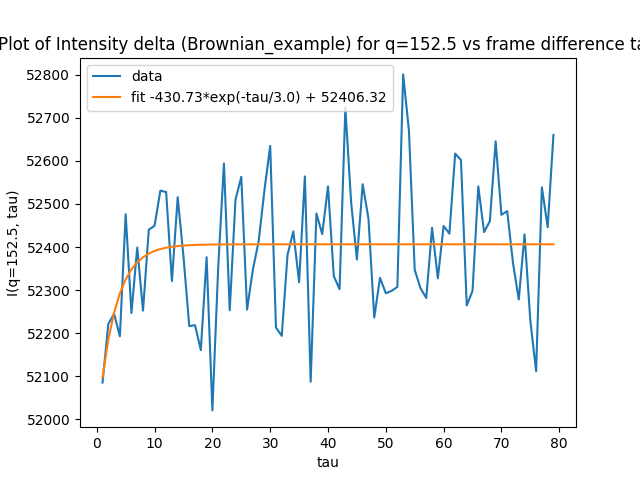 Plot of Intensity delta (Brownian_example) for q=152.5 vs frame difference ta
data
fit -430.73*exp(-tau/3.0) + 52406.32
I(q=152.5, tau)
52800
52700
52600
52500
52400
52300
52200
52100
52000
0 10 20 30 40 50 60 70 80
tau